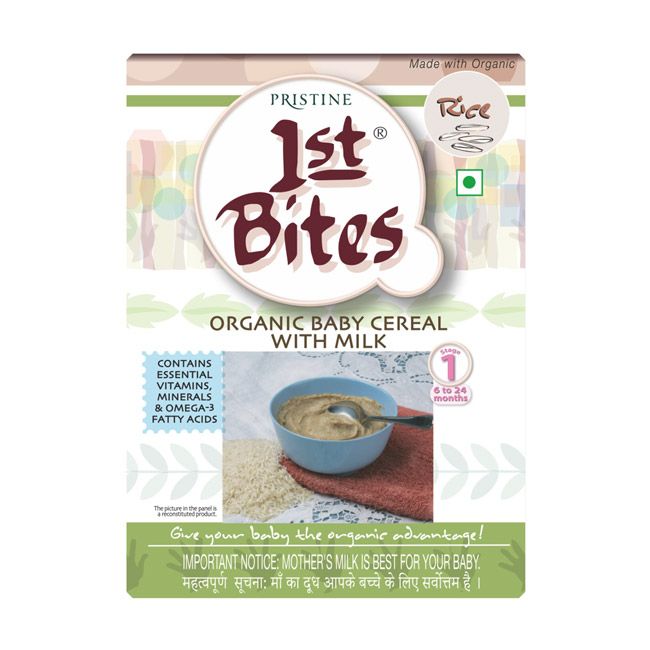 Made with Organic
Rice
PRISTINE
1st®
Bites
ORGANIC BABY CEREAL
WITH MILK
CONTAINS
ESSENTIAL
VITAMINS,
MINERALS
& OMEGA-3
FATTY ACIDS
Stage
1
6 to 24
months
The picture in the panel is
a reconstituted product.
Give your baby the organic advantage!
IMPORTANT NOTICE: MOTHER'S MILK IS BEST FOR YOUR BABY.
महत्वपूर्ण सूचना: माँ का दूध आपके बच्चे के लिए सर्वोत्तम है ।